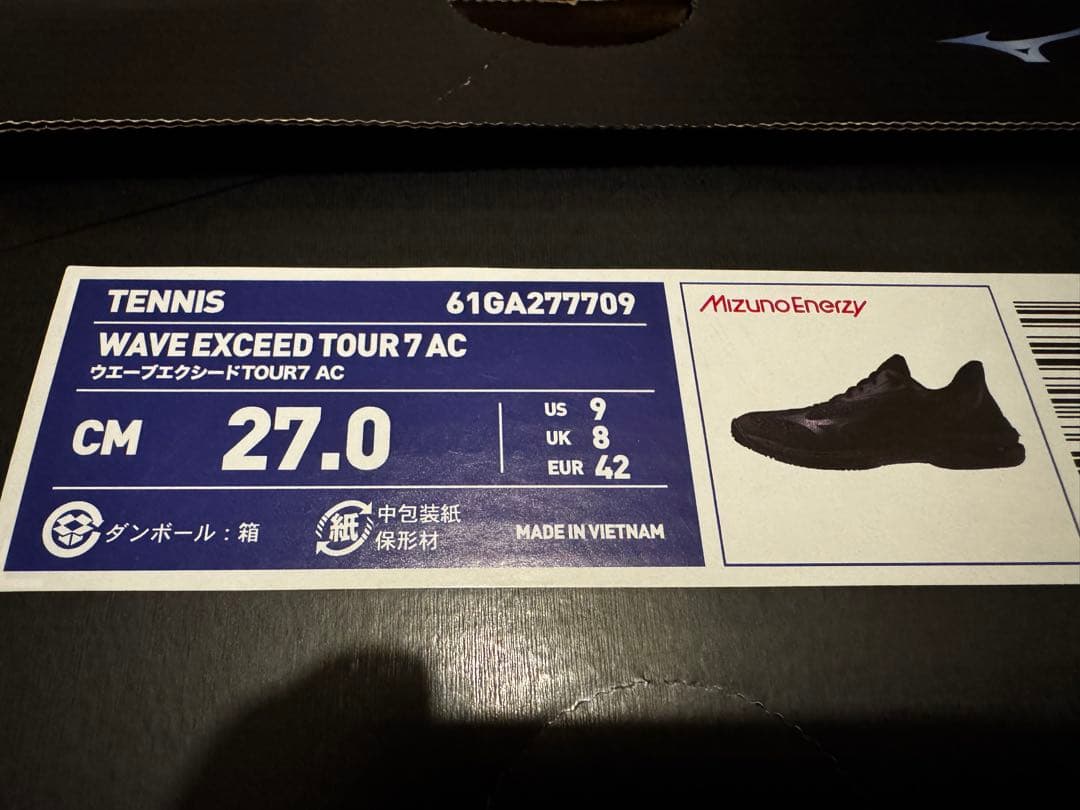 TENNIS 61GA277709
WAVE EXCEED TOUR 7 AC
ウエーブエクシードTOUR7 AC
CM 27.0
US 9
UK 8
EUR 42
ダンボール：箱
紙 中包装紙
保形材
MADE IN VIETNAM
MIZUNO ENERZY